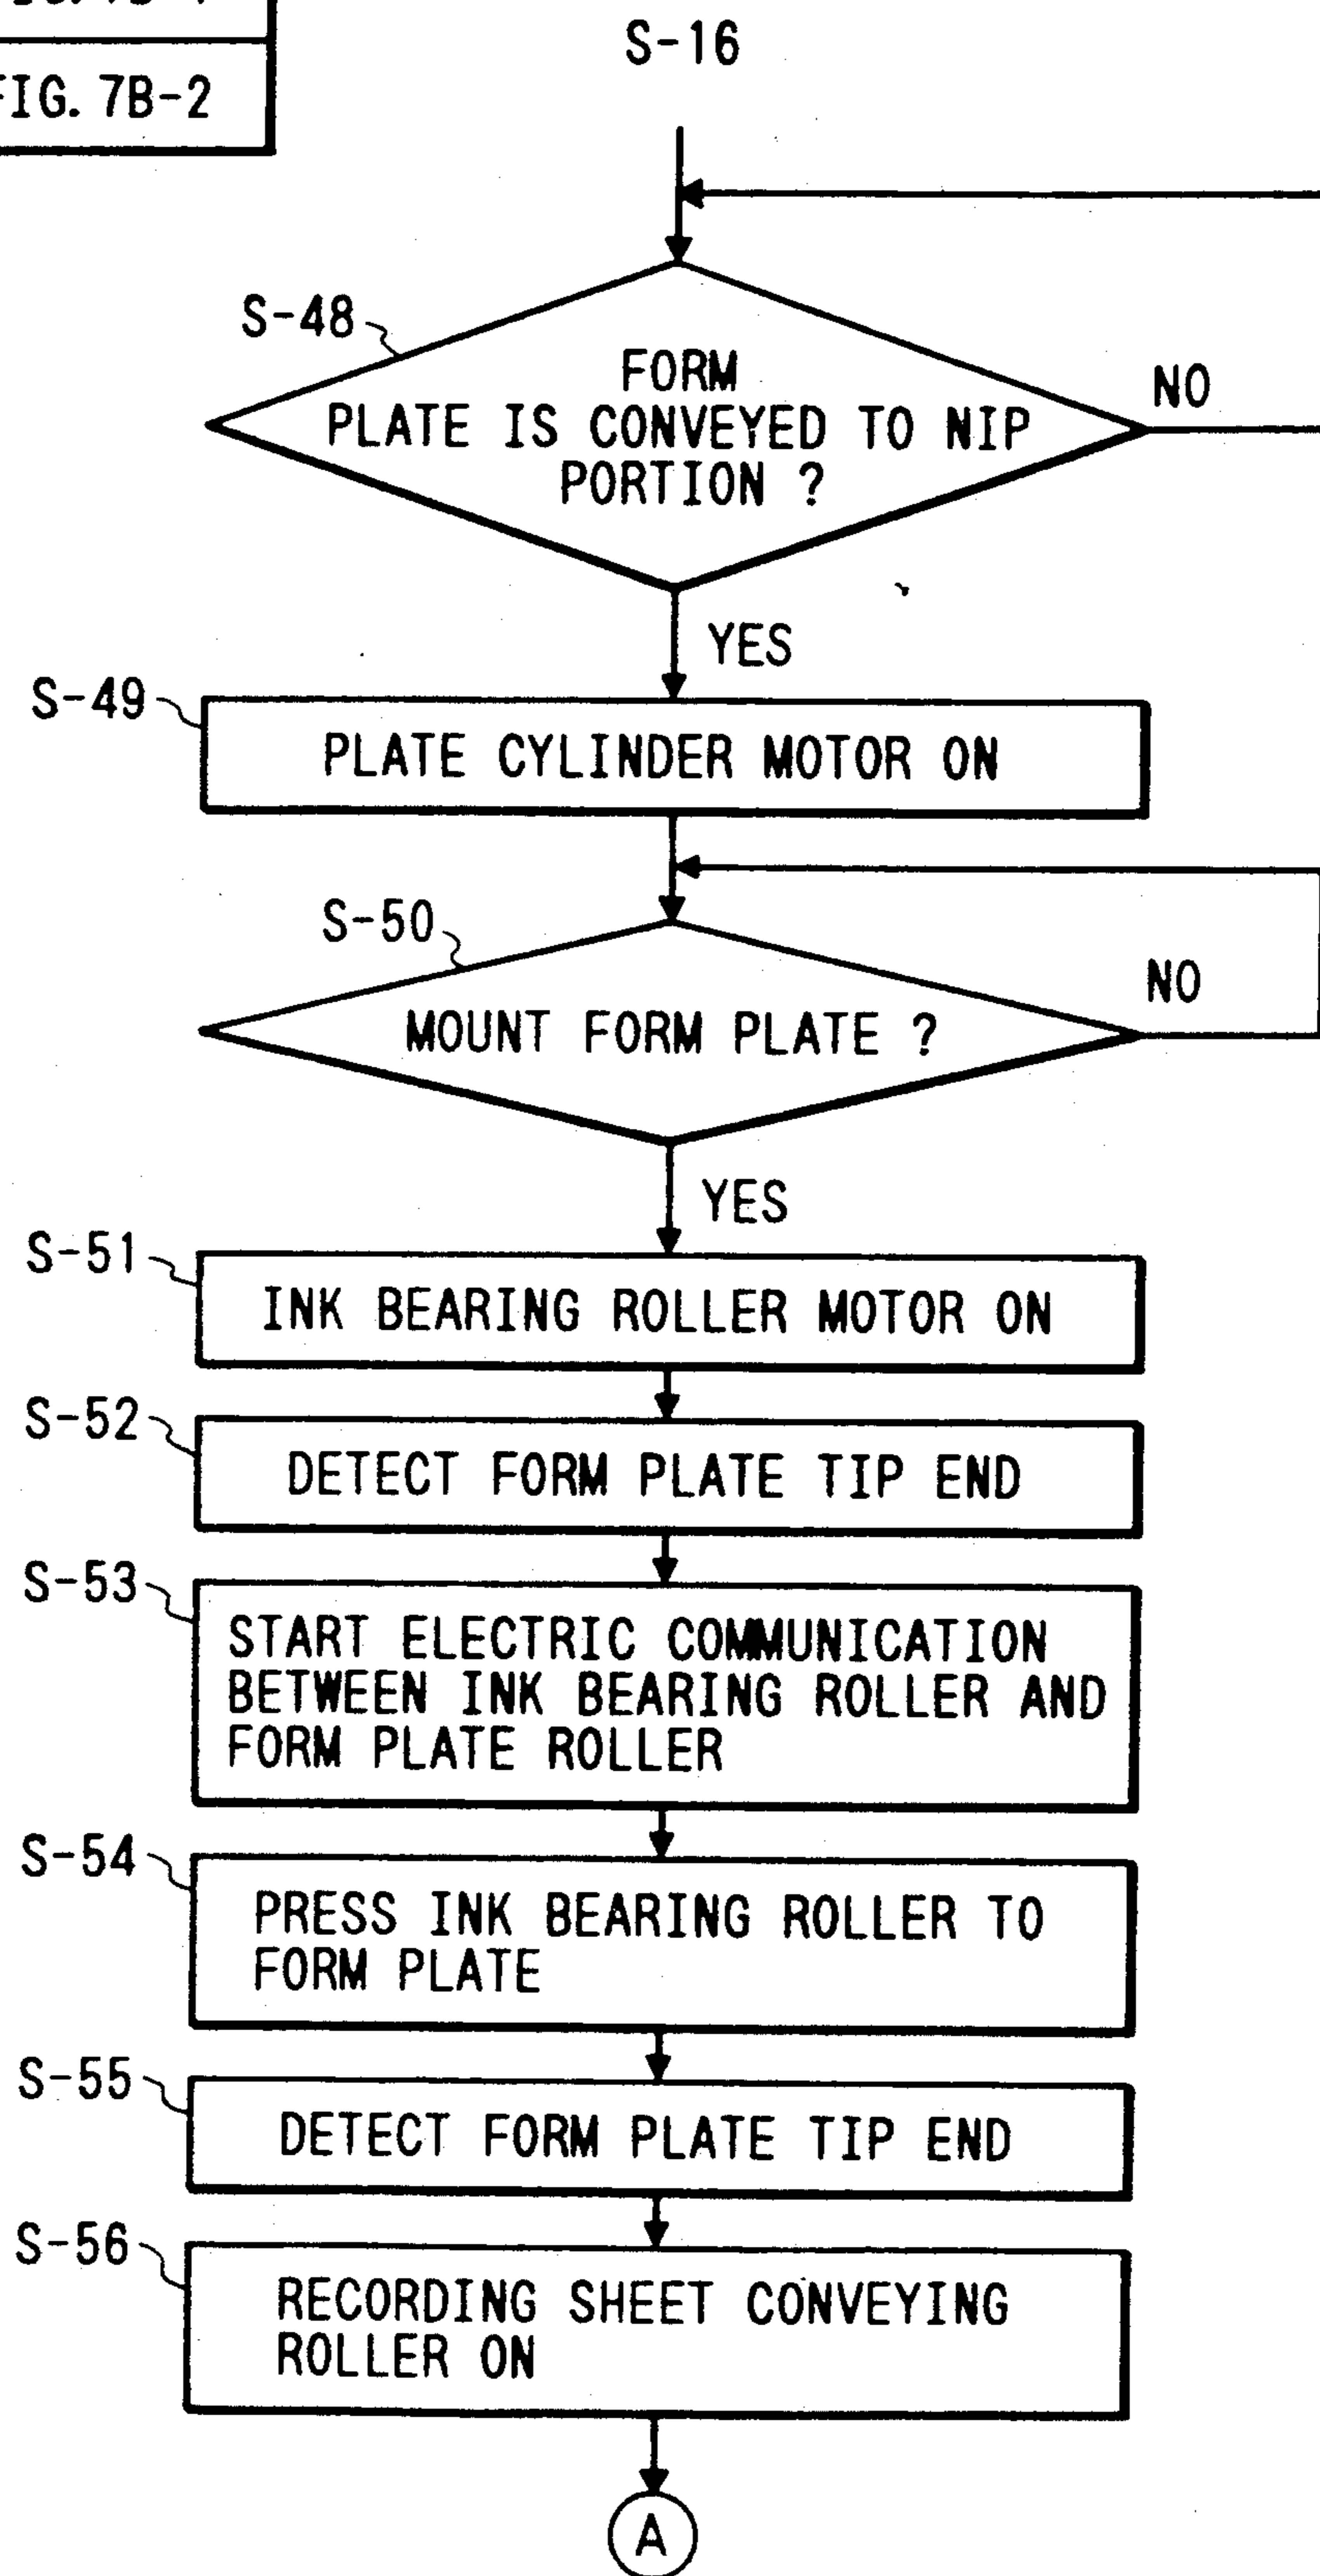 FIG. 7B-2
S-16
S-48
FORM
PLATE IS CONVEYED TO NIP
PORTION ?
NO
YES
S-49
PLATE CYLINDER MOTOR ON
S-50
MOUNT FORM PLATE ?
NO
YES
S-51
INK BEARING ROLLER MOTOR ON
S-52
DETECT FORM PLATE TIP END
S-53
START ELECTRIC COMMUNICATION
BETWEEN INK BEARING ROLLER AND
FORM PLATE ROLLER
S-54
PRESS INK BEARING ROLLER TO
FORM PLATE
S-55
DETECT FORM PLATE TIP END
S-56
RECORDING SHEET CONVEYING
ROLLER ON
A